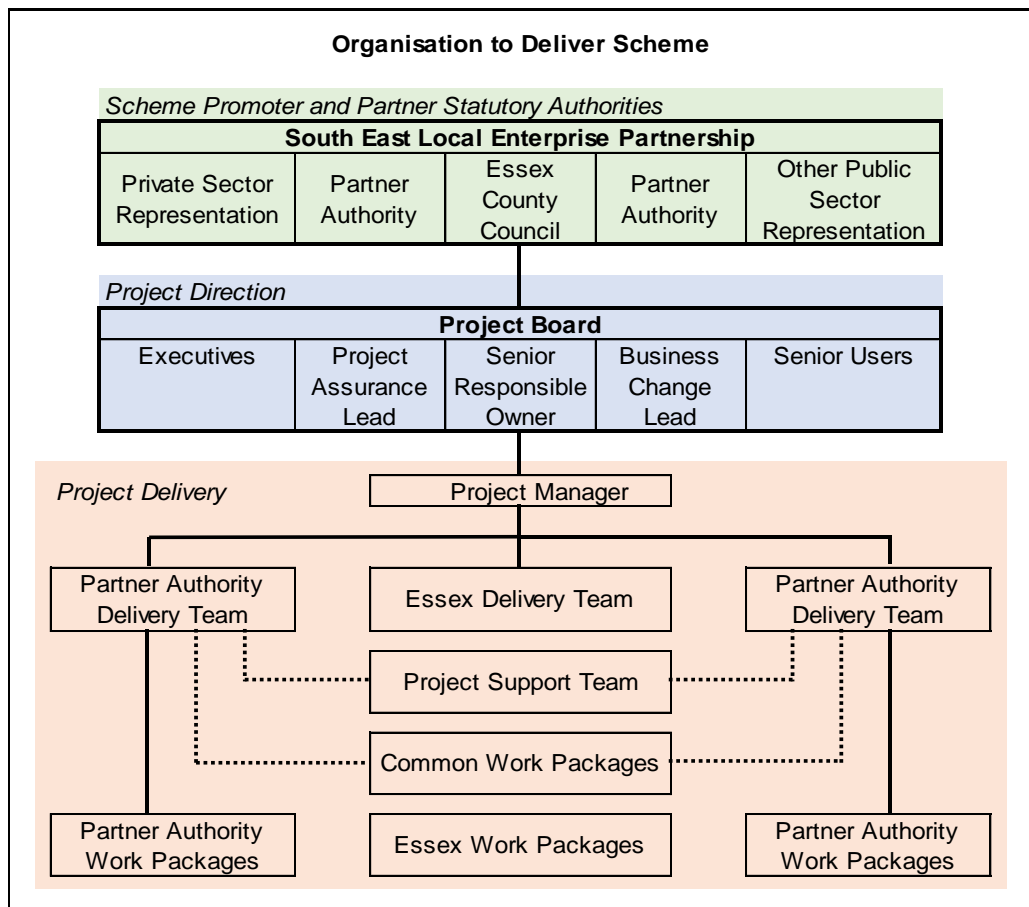 Organisation to Deliver Scheme
Scheme Promoter and Partner Statutory Authorities
South East Local Enterprise Partnership
Private Sector
Representation
Partner
Authority
Essex
County
Council
Partner
Authority
Other Public
Sector
Representation
Project Direction
Project Board
Executives
Project
Assurance
Lead
Senior
Responsible
Owner
Business
Change
Lead
Senior Users
Project Delivery
Project Manager
Partner Authority
Delivery Team
Essex Delivery Team
Partner Authority
Delivery Team
Project Support Team
Common Work Packages
Partner Authority
Work Packages
Essex Work Packages
Partner Authority
Work Packages